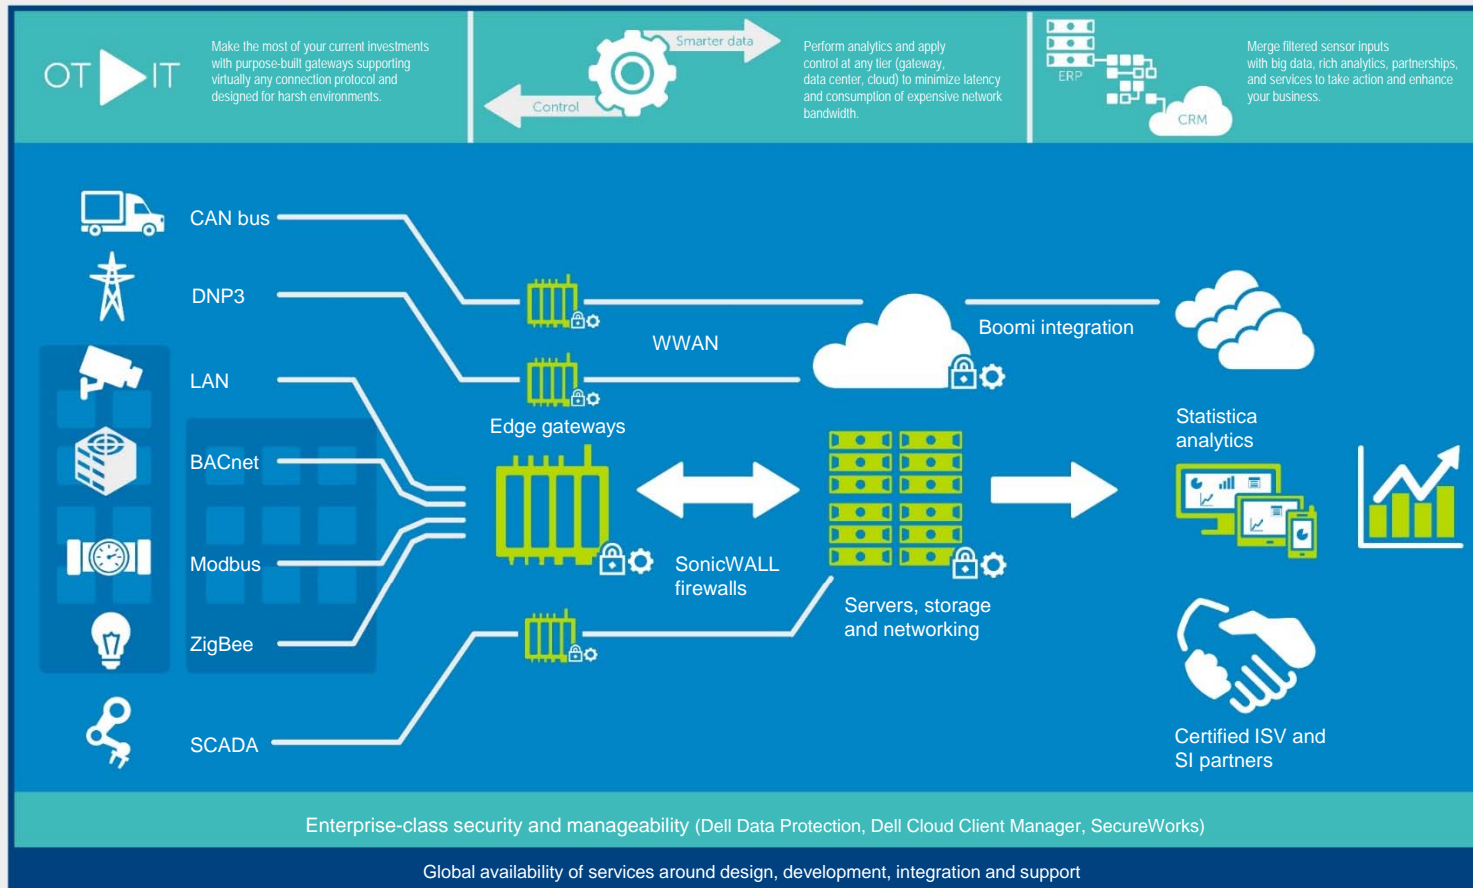 OT IT
Make the most of your current investments
with purpose-built gateways supporting
virtually any connection protocol and
designed for harsh environments.
Smarter data
Control
Perform analytics and apply
control at any tier (gateway,
data center, cloud) to minimize latency
and consumption of expensive network
bandwidth.
ERP
CRM
Merge filtered sensor inputs
with big data, rich analytics, partnerships,
and services to take action and enhance
your business.
CAN bus
DNP3
LAN
BACnet
Modbus
ZigBee
SCADA
Edge gateways
WWAN
SonicWALL
firewalls
Boomi integration
Servers, storage
and networking
Statistica
analytics
Certified ISV and
SI partners
Enterprise-class security and manageability (Dell Data Protection, Dell Cloud Client Manager, SecureWorks)
Global availability of services around design, development, integration and support